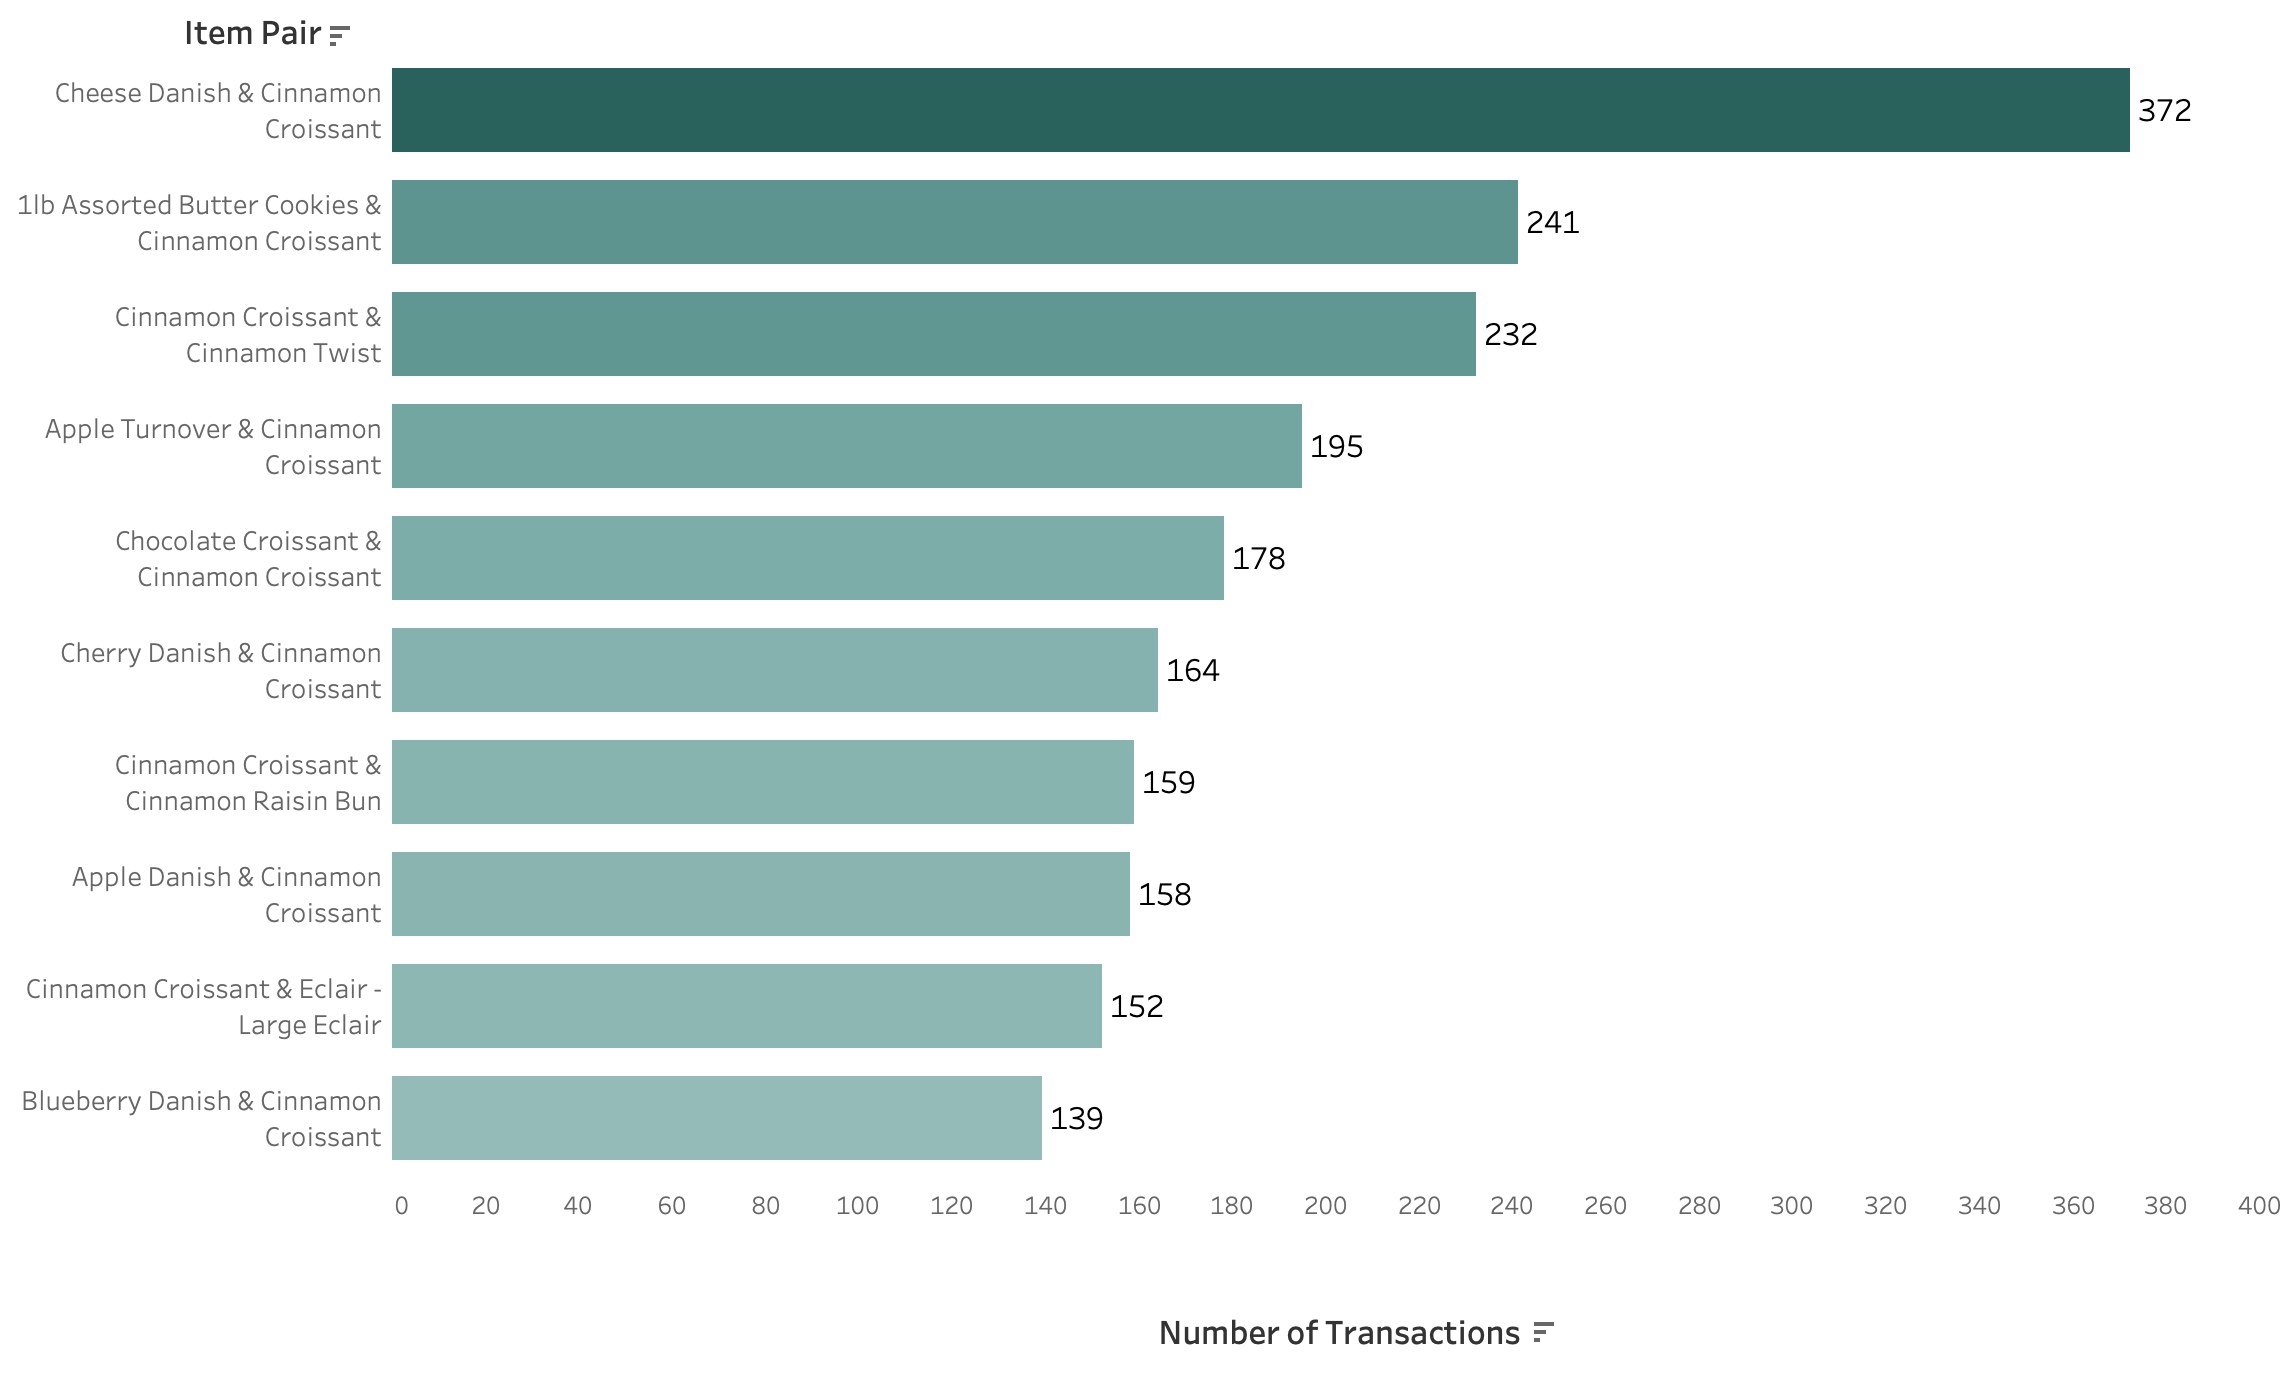 Item Pair
Cheese Danish & Cinnamon
Croissant
372
1lb Assorted Butter Cookies &
Cinnamon Croissant
241
Cinnamon Croissant &
Cinnamon Twist
232
Apple Turnover & Cinnamon
Croissant
195
Chocolate Croissant &
Cinnamon Croissant
178
Cherry Danish & Cinnamon
Croissant
164
Cinnamon Croissant &
Cinnamon Raisin Bun
159
Apple Danish & Cinnamon
Croissant
158
Cinnamon Croissant & Eclair -
Large Eclair
152
Blueberry Danish & Cinnamon
Croissant
139
0 20 40 60 80 100 120 140 160 180 200 220 240 260 280 300 320 340 360 380 400
Number of Transactions